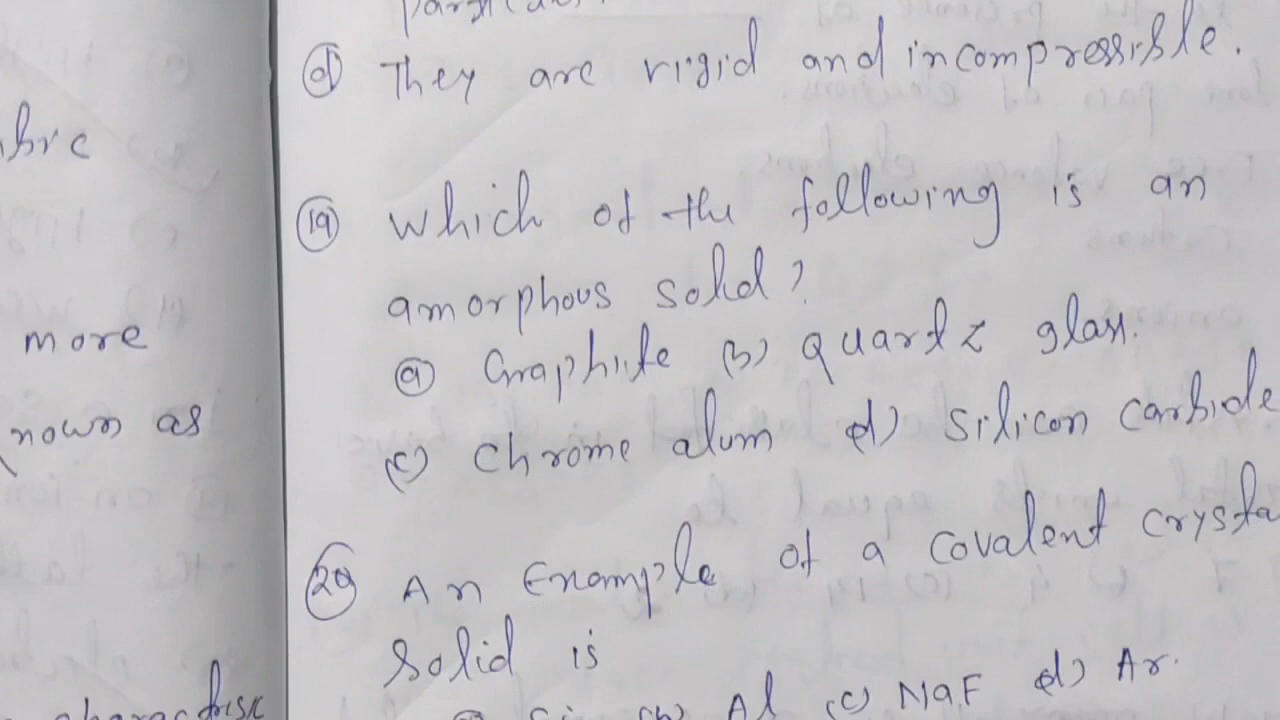 bre
more
nown as
charac
ⓓ They are rigid and incompressible.
⑲ Which of the following is an
amorphous solid?
ⓐ Graphite (b) quartz glass.
(c) chrome alum d) Silicon carbide
⑳ An Example of a covalent crysta
solid is
(b) Al (c) NaF d) Ar.